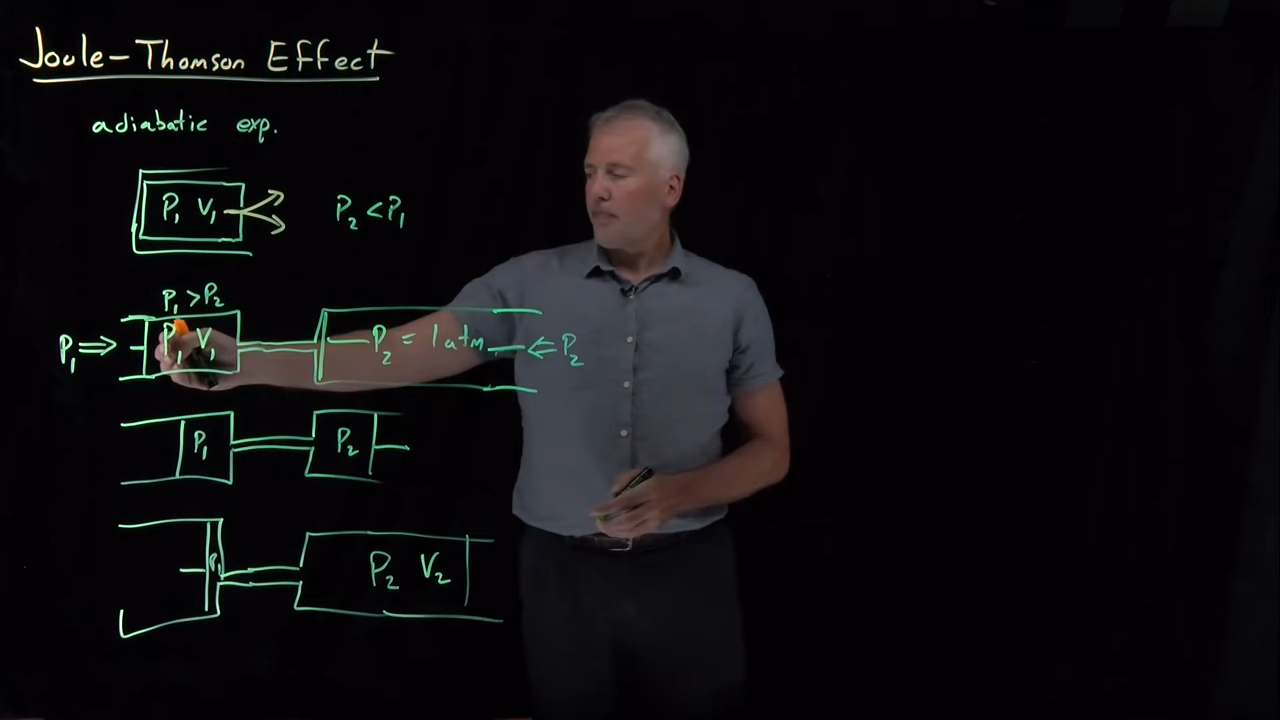 Joule-Thomson Effect
adiabatic exp.
P₁ V₁ P₂ < P₁
P₁ > P₂
P₁ ⇒ P₁ V₁ P₂ = 1 atm ⇐ P₂
P₁ P₂
P₁ P₂ V₂